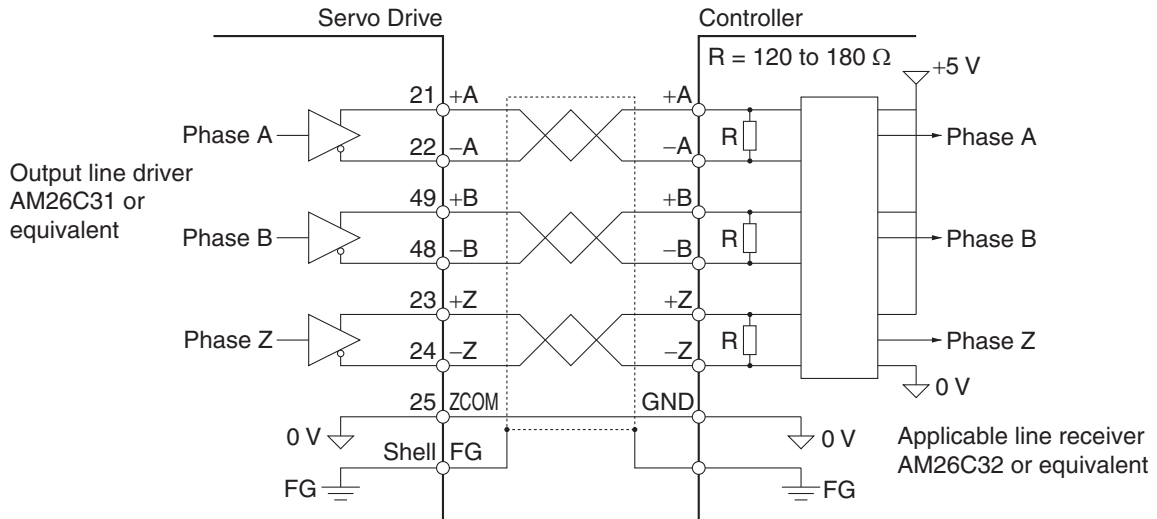 Servo Drive
Controller
R = 120 to 180 Ω
+5 V
21 +A
+A
Phase A
R
Phase A
22 −A
−A
Output line driver
AM26C31 or
equivalent
49 +B
+B
Phase B
R
Phase B
48 −B
−B
23 +Z
+Z
Phase Z
R
Phase Z
24 −Z
−Z
0 V
25 ZCOM
GND
0 V
0 V
Applicable line receiver
AM26C32 or equivalent
Shell FG
FG
FG